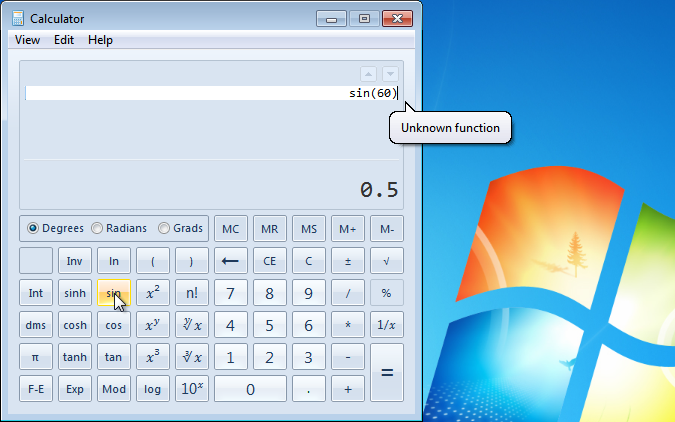 Calculator
View Edit Help
sin(60)
Unknown function
0.5
Degrees Radians Grads MC MR MS M+ M-
Inv ln ( ) ← CE C ± √
Int sinh sin x² n! 7 8 9 / %
dms cosh cos xʸ ʸ√x 4 5 6 * 1/x
π tanh tan x³ ³√x 1 2 3 - =
F-E Exp Mod log 10ˣ 0 . +